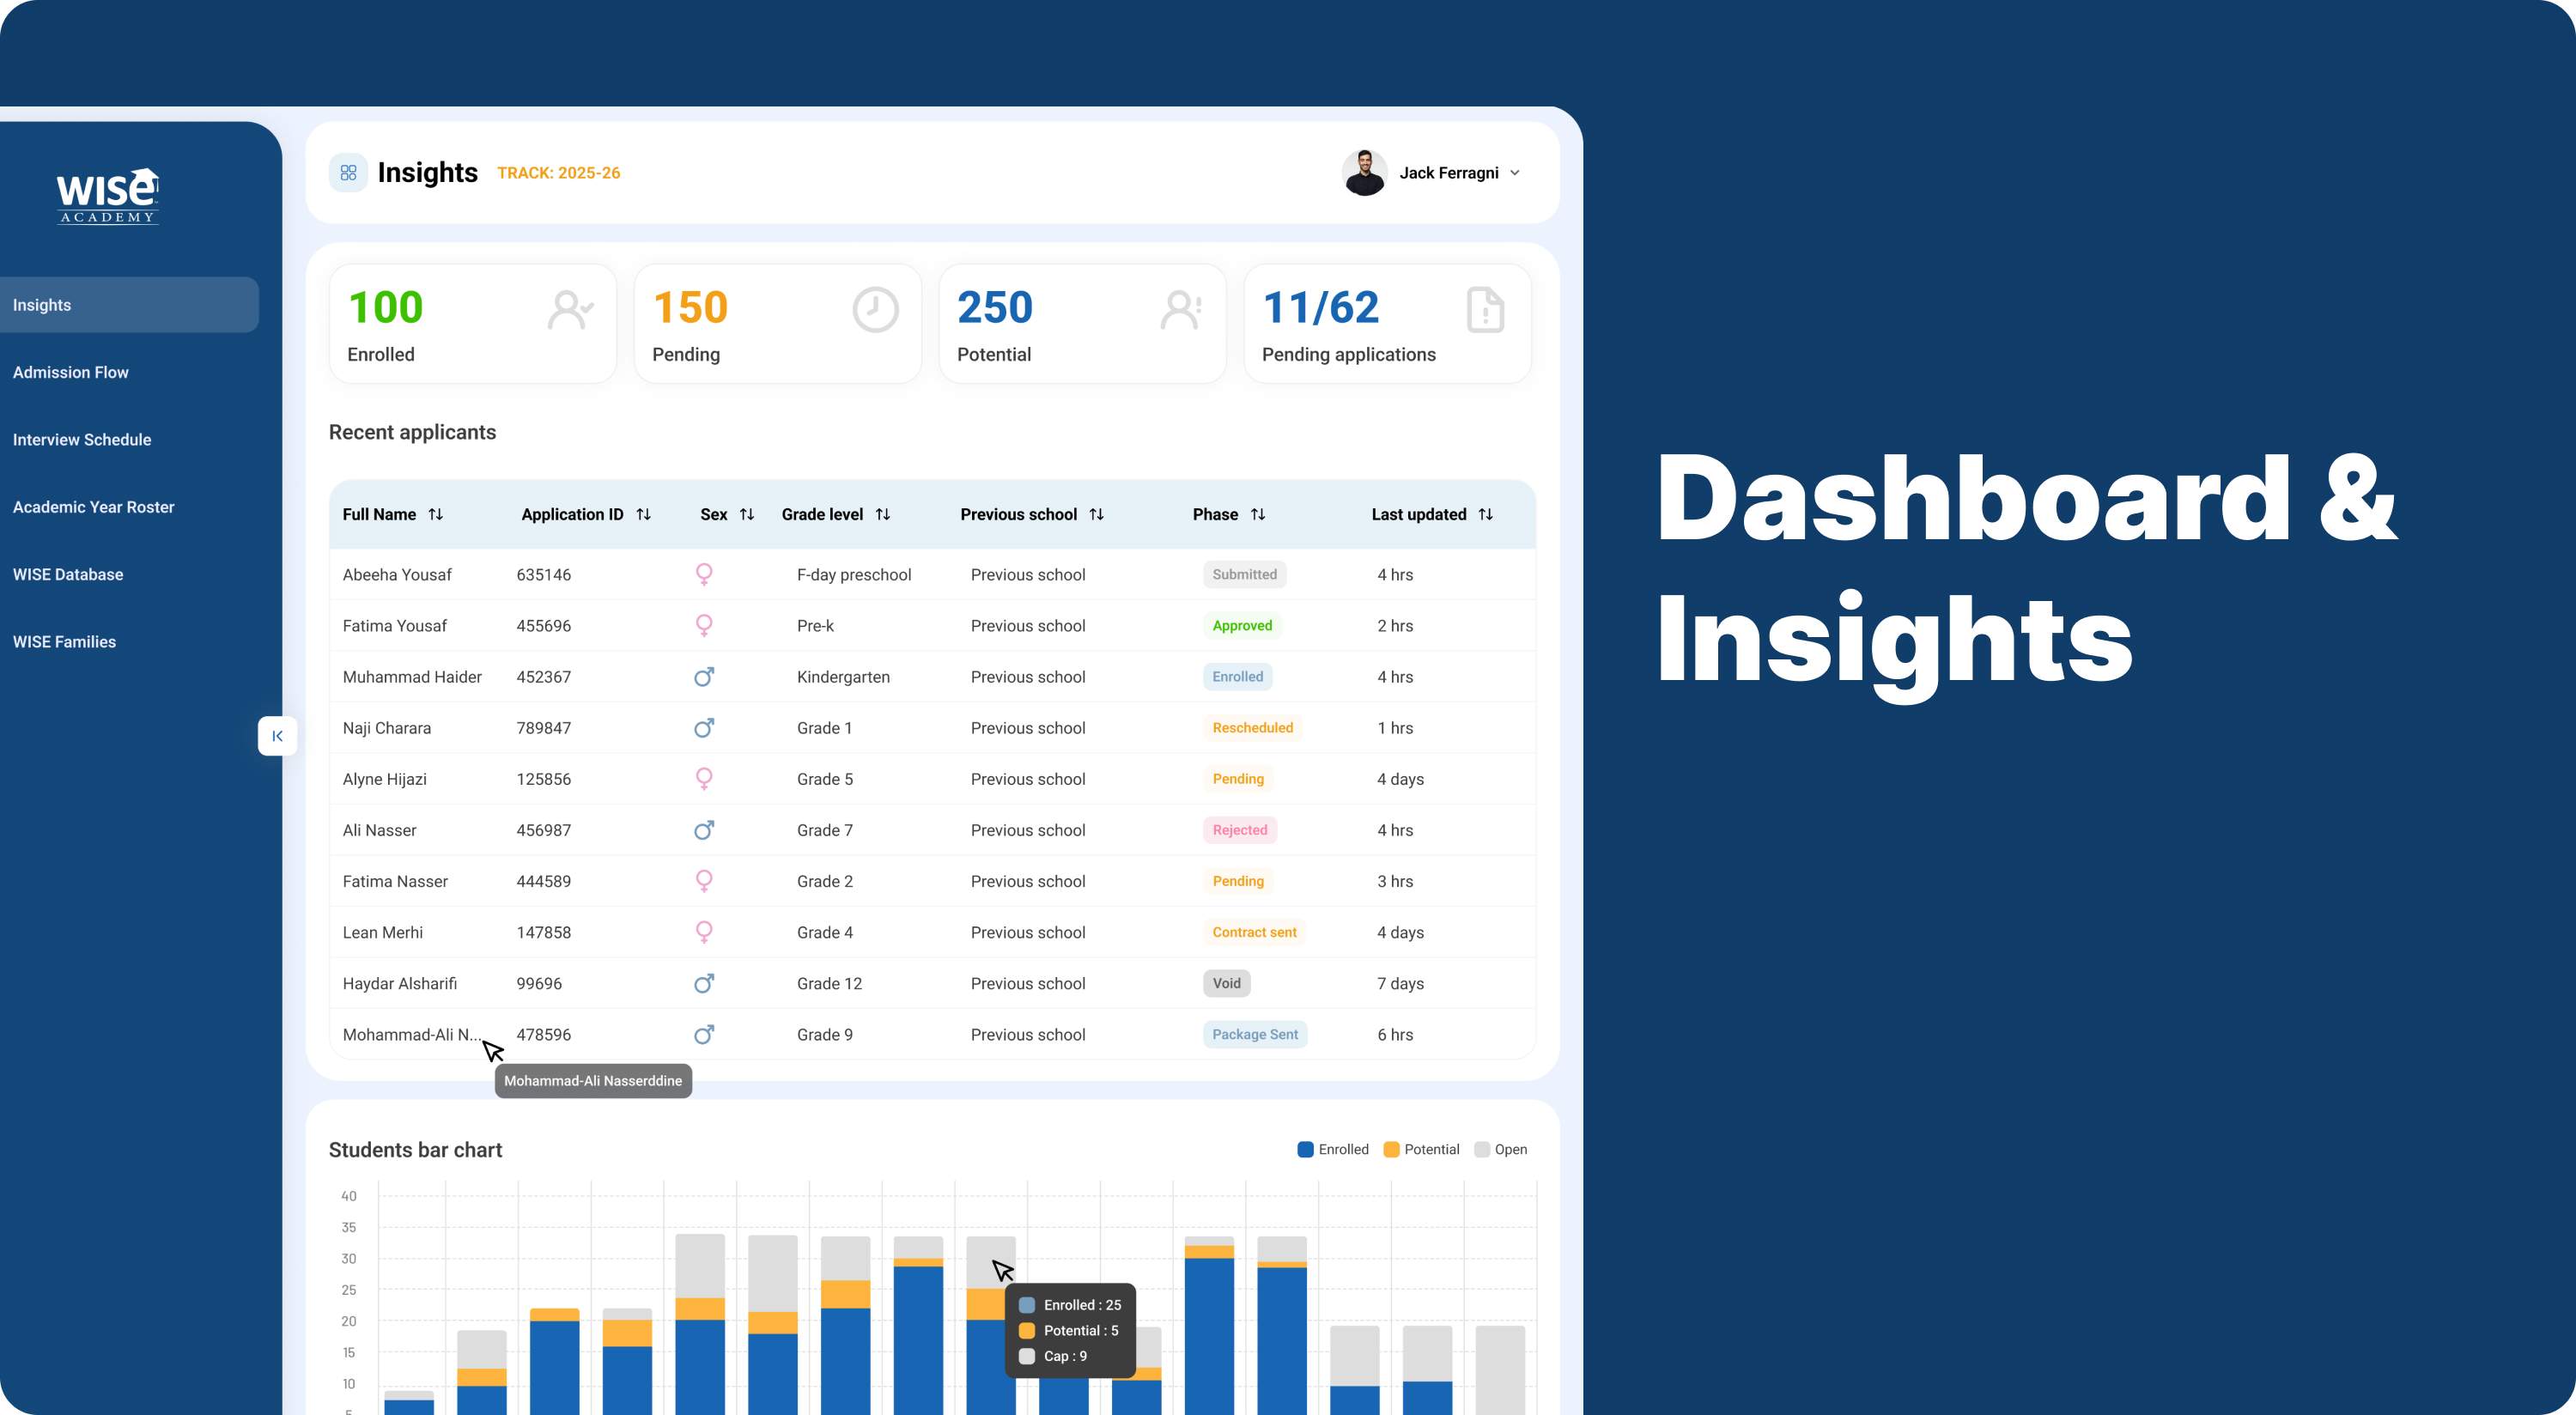 WISE
ACADEMY
Insights
Admission Flow
Interview Schedule
Academic Year Roster
WISE Database
WISE Families
Insights TRACK: 2025-26
Jack Ferragni
100
Enrolled
150
Pending
250
Potential
11/62
Pending applications
Recent applicants
Full Name Application ID Sex Grade level Previous school Phase Last updated
Abeeha Yousaf 635146 F-day preschool Previous school Submitted 4 hrs
Fatima Yousaf 455696 Pre-k Previous school Approved 2 hrs
Muhammad Haider 452367 Kindergarten Previous school Enrolled 4 hrs
Naji Charara 789847 Grade 1 Previous school Rescheduled 1 hrs
Alyne Hijazi 125856 Grade 5 Previous school Pending 4 days
Ali Nasser 456987 Grade 7 Previous school Rejected 4 hrs
Fatima Nasser 444589 Grade 2 Previous school Pending 3 hrs
Lean Merhi 147858 Grade 4 Previous school Contract sent 4 days
Haydar Alsharifi 99696 Grade 12 Previous school Void 7 days
Mohammad-Ali N... 478596 Grade 9 Previous school Package Sent 6 hrs
Mohammad-Ali Nasserddine
Students bar chart
Enrolled Potential Open
40
35
30
25
20
15
10
5
Enrolled : 25
Potential : 5
Cap : 9
Dashboard &
Insights